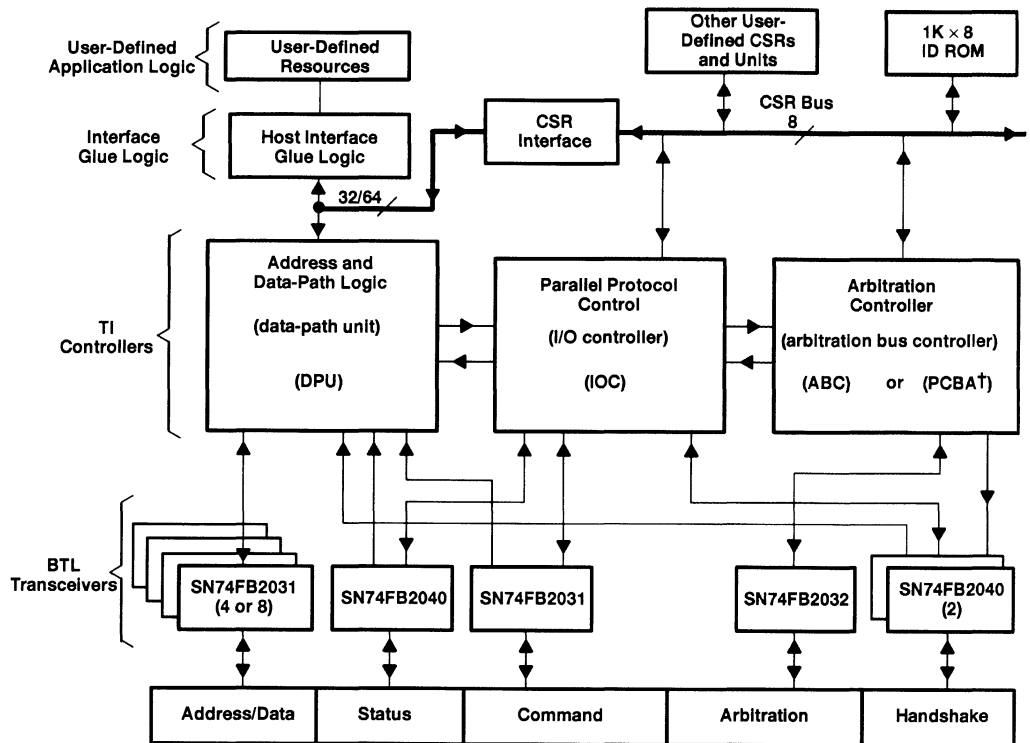 User-Defined
Application Logic
User-Defined
Resources
Other User-
Defined CSRs
and Units
1K × 8
ID ROM
CSR Bus
8
Interface
Glue Logic
Host Interface
Glue Logic
CSR
Interface
32/64
TI
Controllers
Address and
Data-Path Logic
(data-path unit)
(DPU)
Parallel Protocol
Control
(I/O controller)
(IOC)
Arbitration
Controller
(arbitration bus controller)
(ABC) or (PCBA†)
BTL
Transceivers
SN74FB2031
(4 or 8)
SN74FB2040
SN74FB2031
SN74FB2032
SN74FB2040
(2)
Address/Data
Status
Command
Arbitration
Handshake